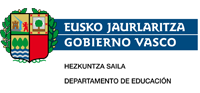 EUSKO JAURLARITZA
GOBIERNO VASCO
HEZKUNTZA SAILA
DEPARTAMENTO DE EDUCACIÓN